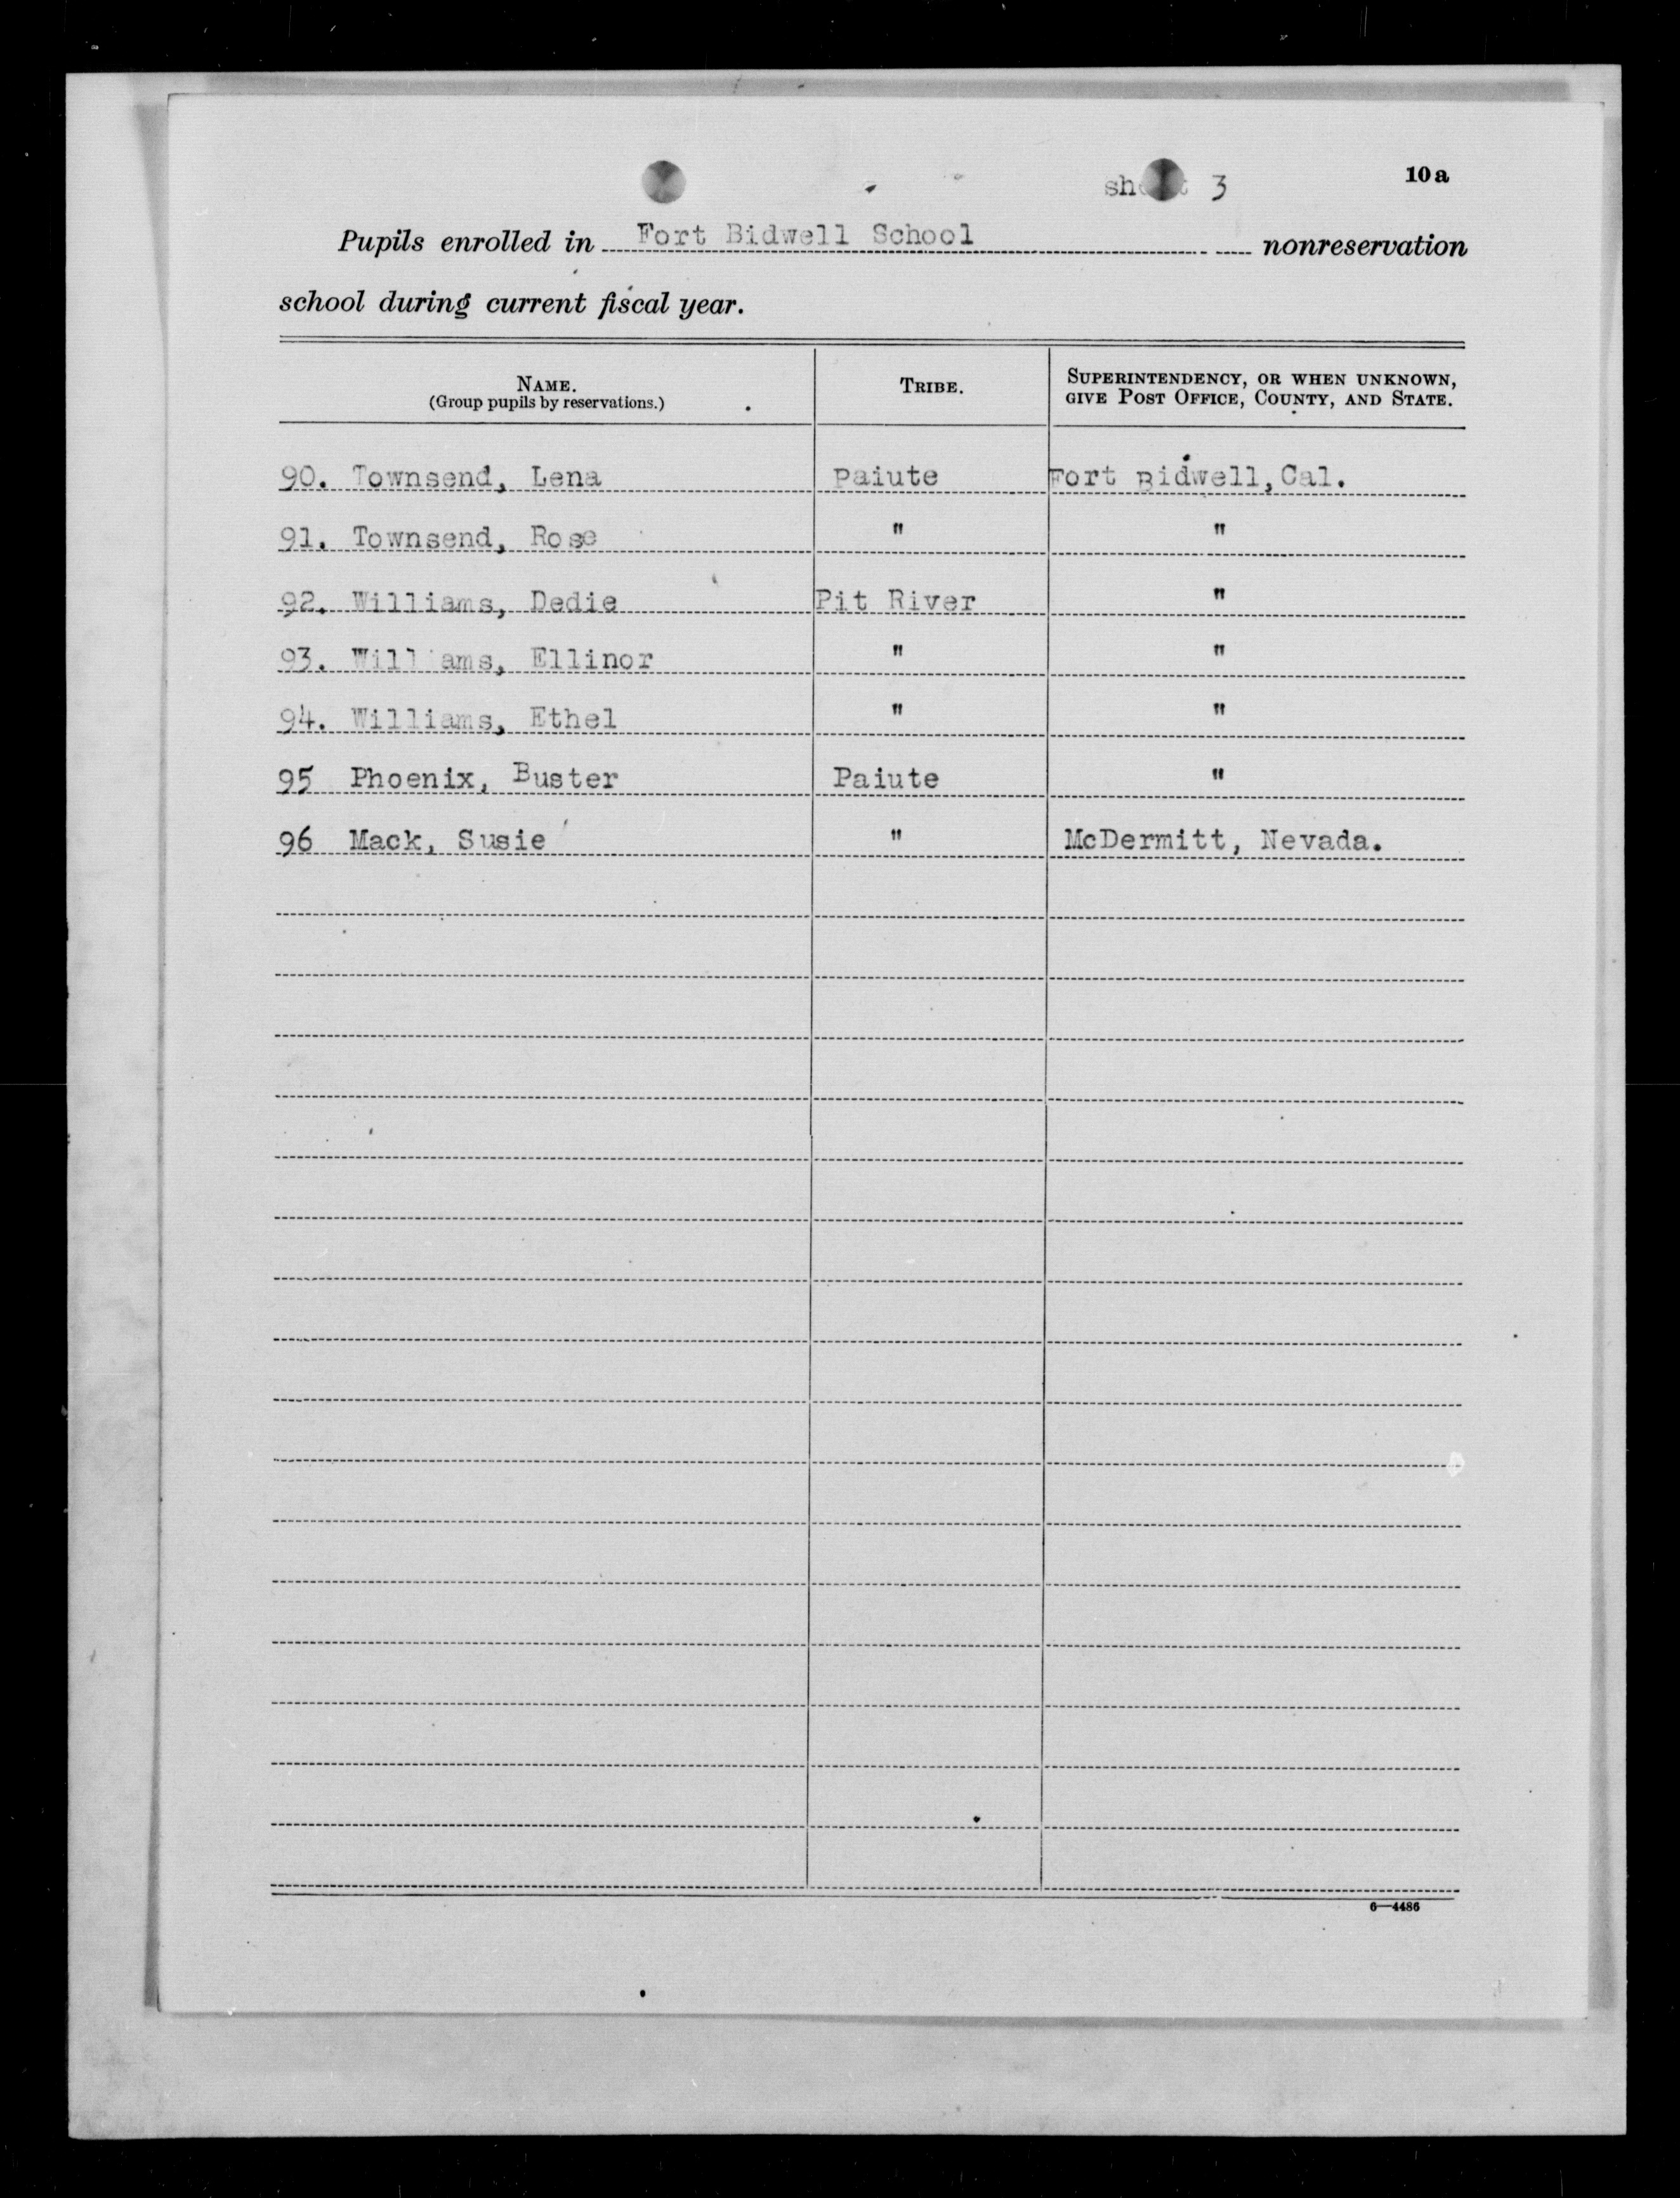 sheet 3
10a
Pupils enrolled in Fort Bidwell School nonreservation
school during current fiscal year.
NAME. TRIBE. SUPERINTENDENCY, OR WHEN UNKNOWN,
(Group pupils by reservations.) GIVE POST OFFICE, COUNTY, AND STATE.
90. Townsend, Lena Paiute Fort Bidwell, Cal.
91. Townsend, Rose " "
92. Williams, Dedie Pit River "
93. Williams, Ellinor " "
94. Williams, Ethel " "
95 Phoenix, Buster Paiute "
96 Mack, Susie " McDermitt, Nevada.
6—4486